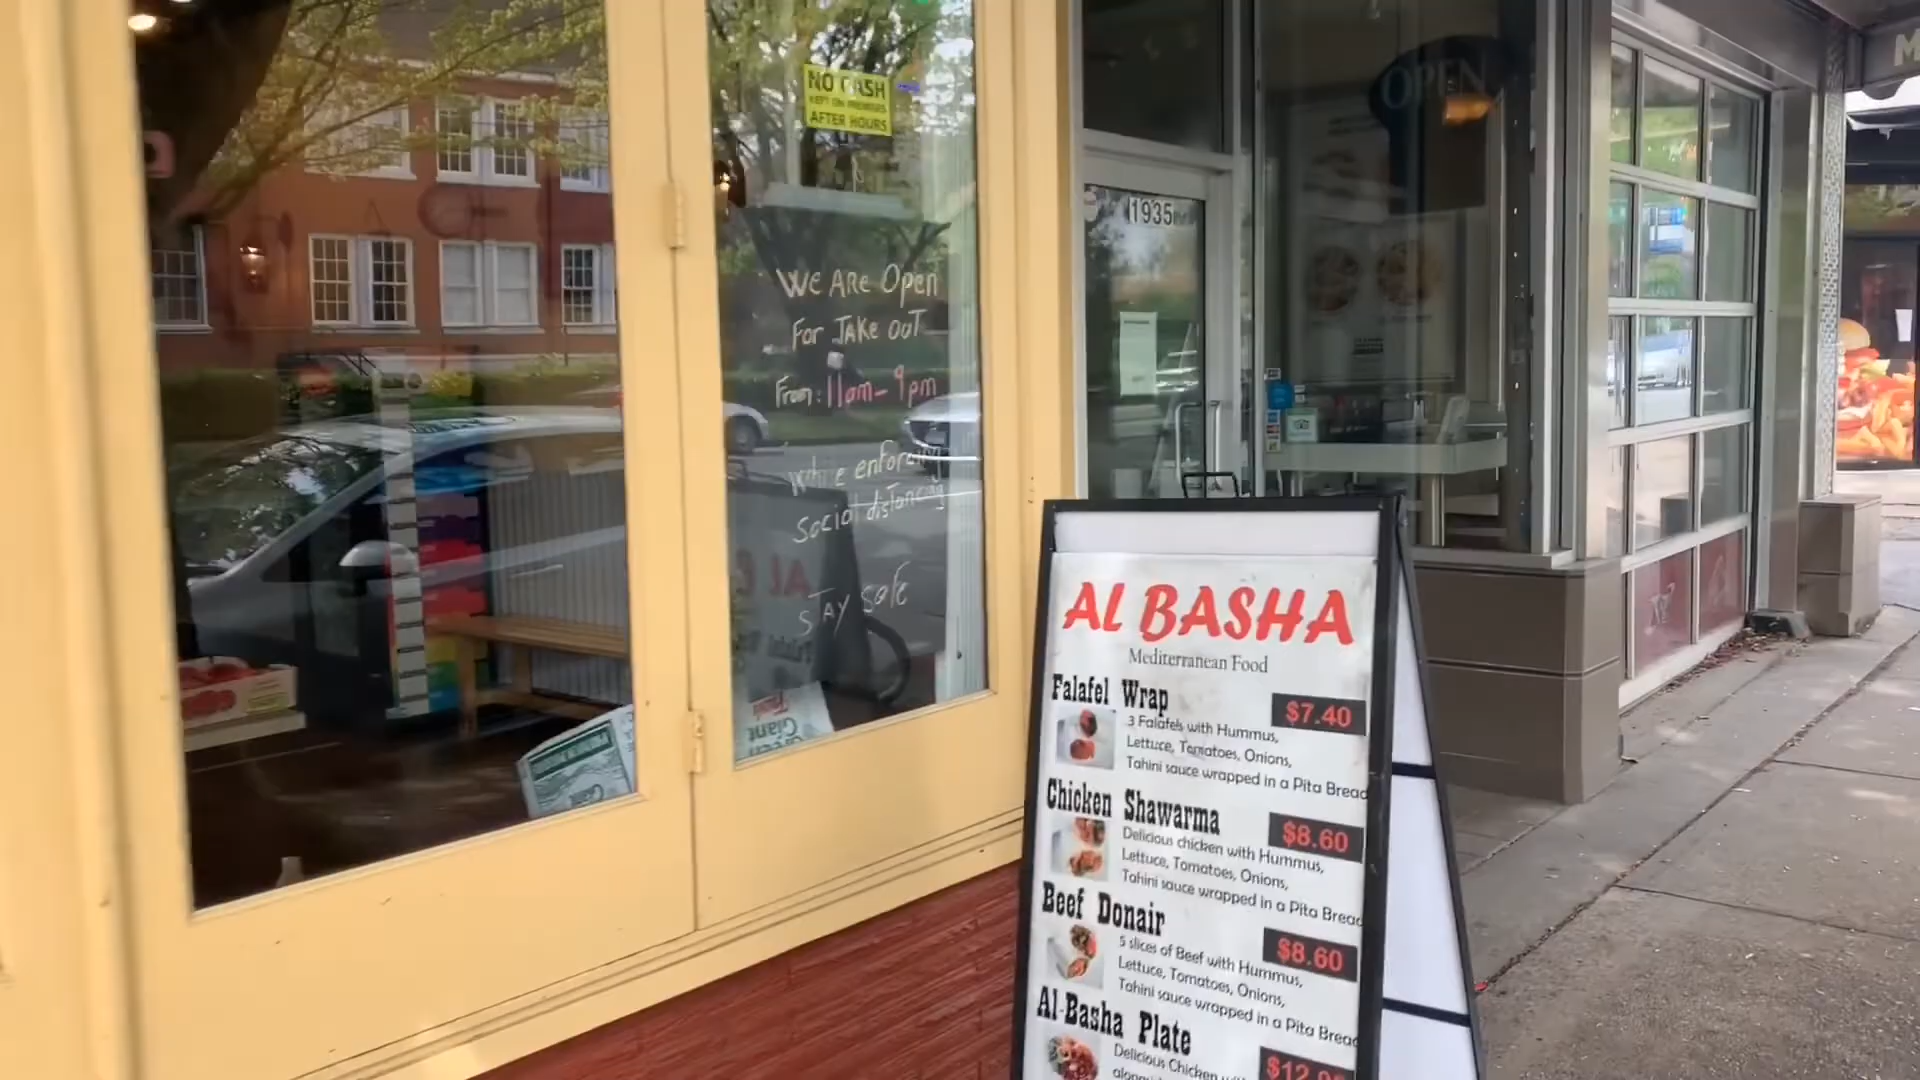 NO CASH
KEPT ON PREMISES
AFTER HOURS
WE ARE Open
For TAKE OUT
From: 11am - 9pm
While enforcing
Social distancing
STAY Safe
1935
OPEN
AL BASHA
Mediterranean Food
Falafel Wrap
$7.40
3 Falafels with Hummus,
Lettuce, Tomatoes, Onions,
Tahini sauce wrapped in a Pita Bread
Chicken Shawarma
$8.60
Delicious chicken with Hummus,
Lettuce, Tomatoes, Onions,
Tahini sauce wrapped in a Pita Bread
Beef Donair
$8.60
5 slices of Beef with Hummus,
Lettuce, Tomatoes, Onions,
Tahini sauce wrapped in a Pita Bread
Al-Basha Plate
Delicious Chicken